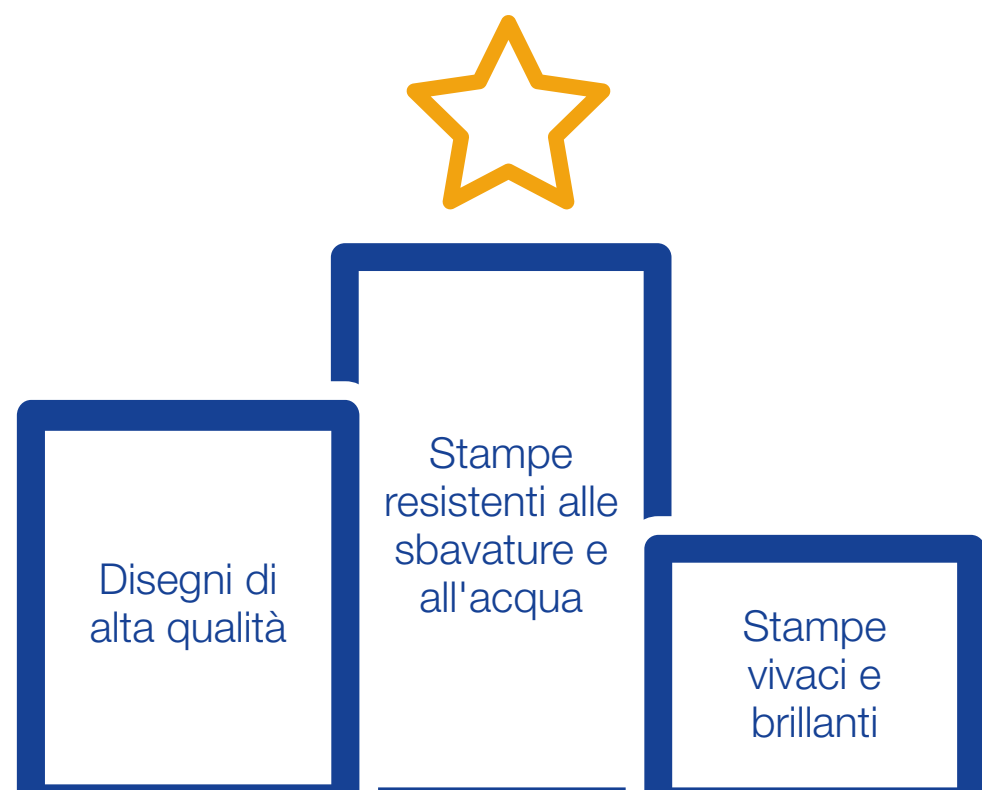 Disegni di
alta qualità
Stampe
resistenti alle
sbavature e
all'acqua
Stampe
vivaci e
brillanti